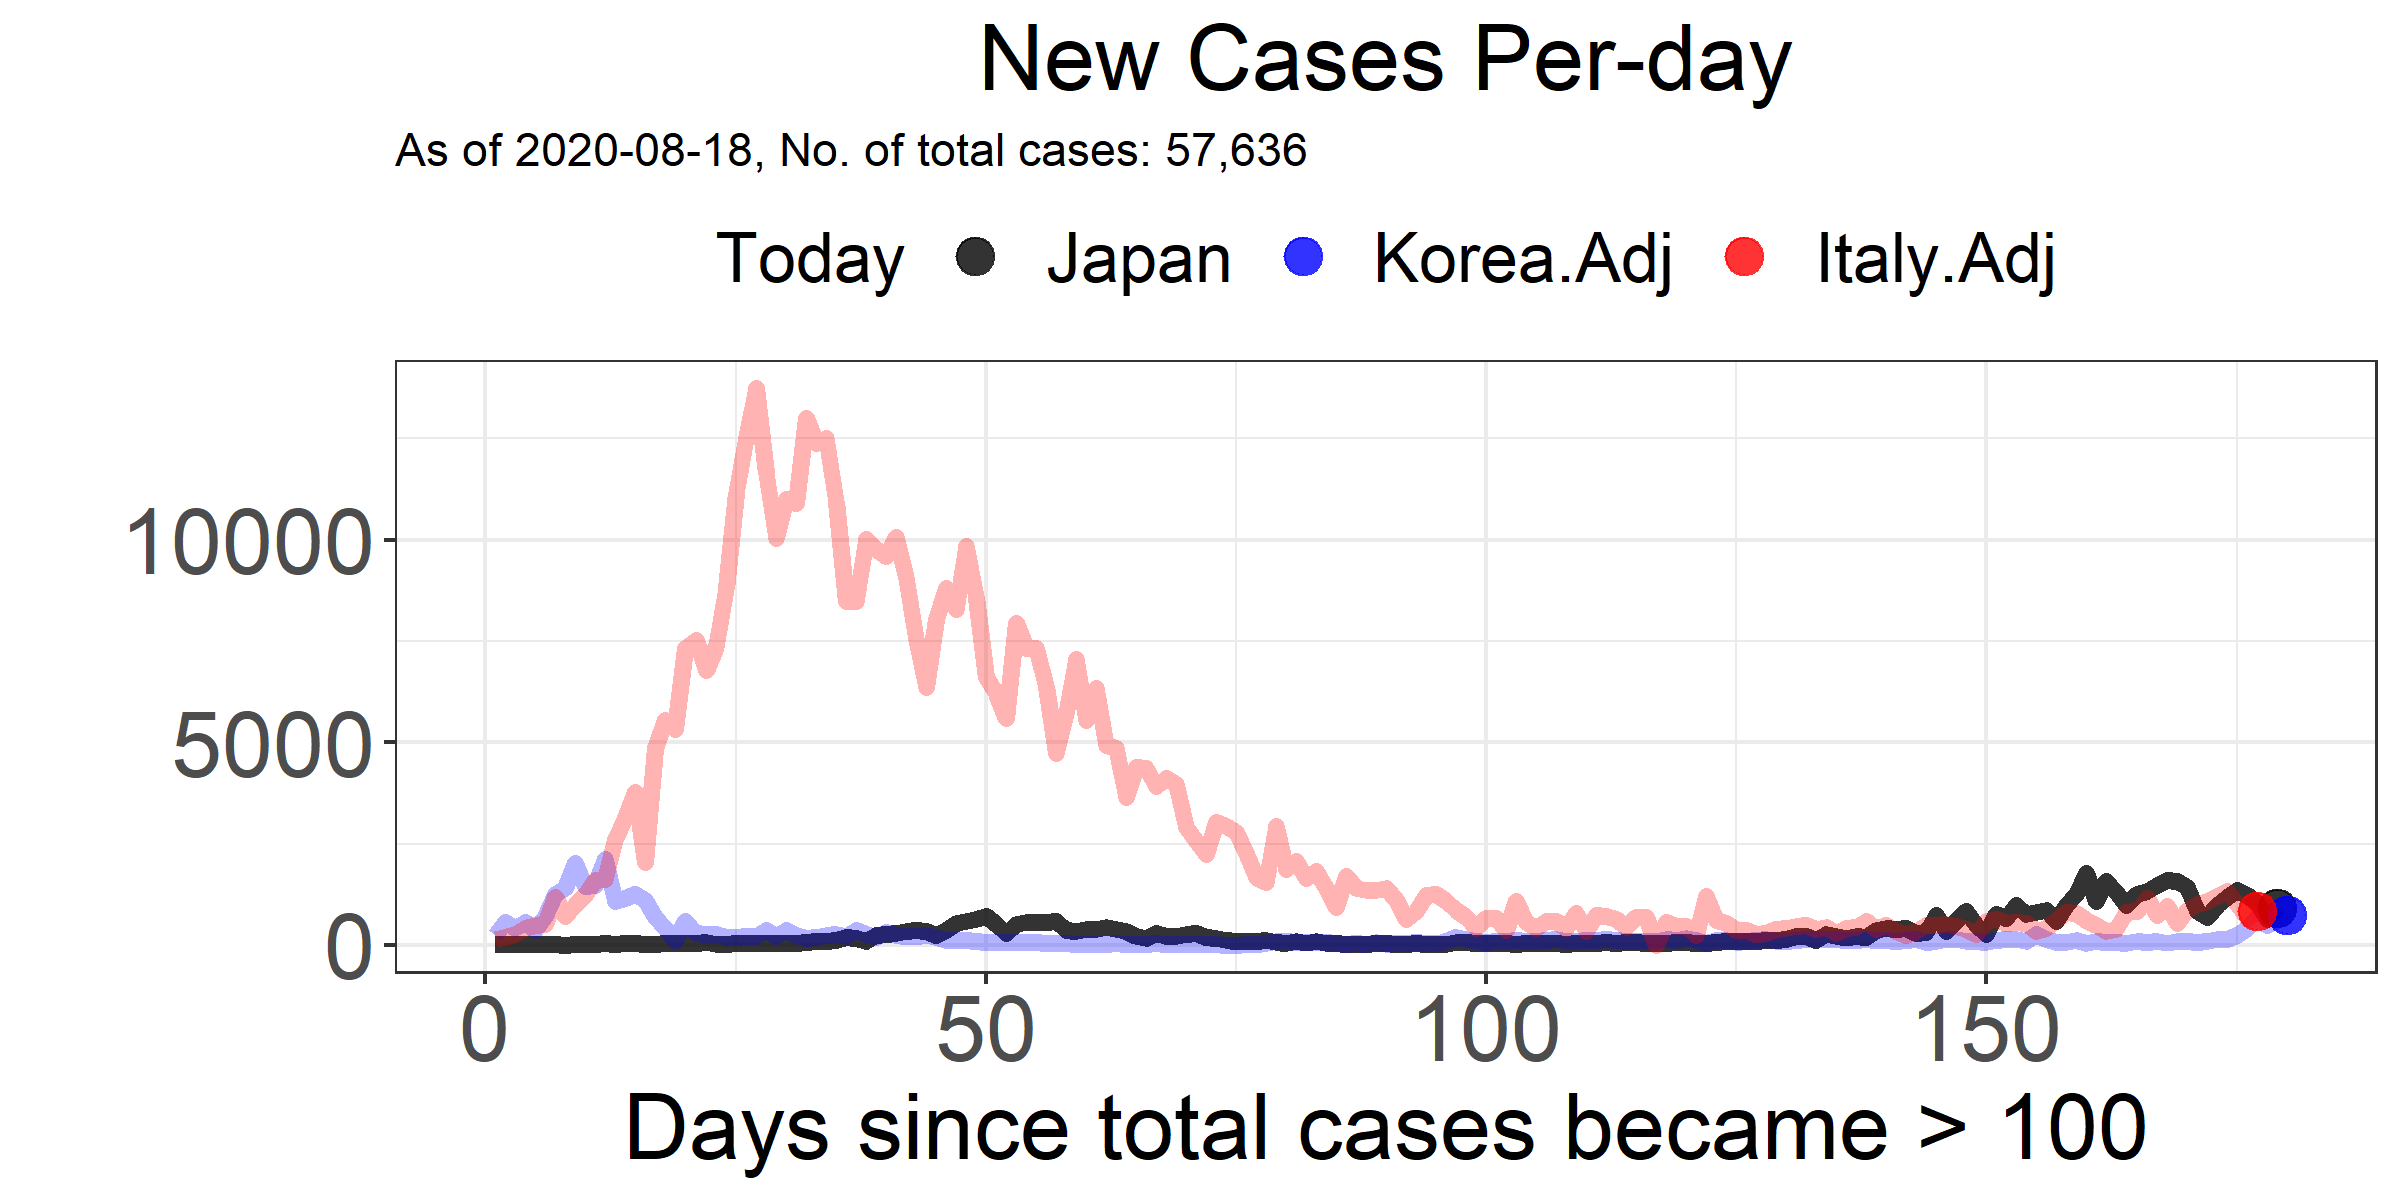 New Cases Per-day
As of 2020-08-18, No. of total cases: 57,636
Today Japan Korea.Adj Italy.Adj
10000
5000
0
0 50 100 150
Days since total cases became > 100